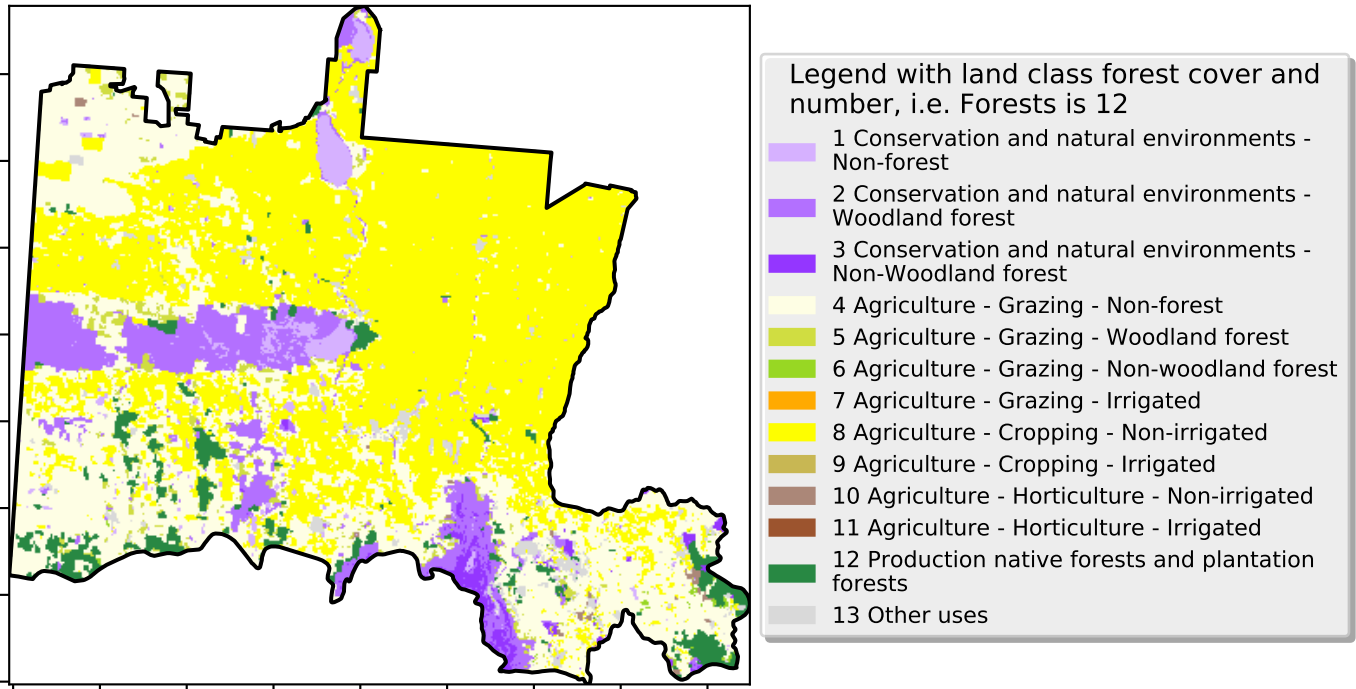 Legend with land class forest cover and
number, i.e. Forests is 12
1 Conservation and natural environments -
Non-forest
2 Conservation and natural environments -
Woodland forest
3 Conservation and natural environments -
Non-Woodland forest
4 Agriculture - Grazing - Non-forest
5 Agriculture - Grazing - Woodland forest
6 Agriculture - Grazing - Non-woodland forest
7 Agriculture - Grazing - Irrigated
8 Agriculture - Cropping - Non-irrigated
9 Agriculture - Cropping - Irrigated
10 Agriculture - Horticulture - Non-irrigated
11 Agriculture - Horticulture - Irrigated
12 Production native forests and plantation
forests
13 Other uses